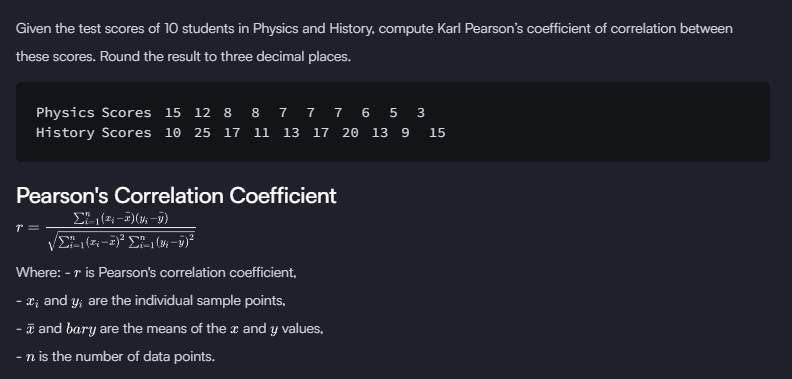 Given the test scores of 10 students in Physics and History, compute Karl Pearson's coefficient of correlation between
these scores. Round the result to three decimal places.
Physics Scores 15 12 8 8 7 7 7 6 5 3
History Scores 10 25 17 11 13 17 20 13 9 15
Pearson's Correlation Coefficient
r = \frac{\sum_{i=1}^{n}(x_i-\bar{x})(y_i-\bar{y})}{\sqrt{\sum_{i=1}^{n}(x_i-\bar{x})^2 \sum_{i=1}^{n}(y_i-\bar{y})^2}}
Where: - r is Pearson's correlation coefficient,
- x_i and y_i are the individual sample points,
- \bar{x} and bary are the means of the x and y values,
- n is the number of data points.